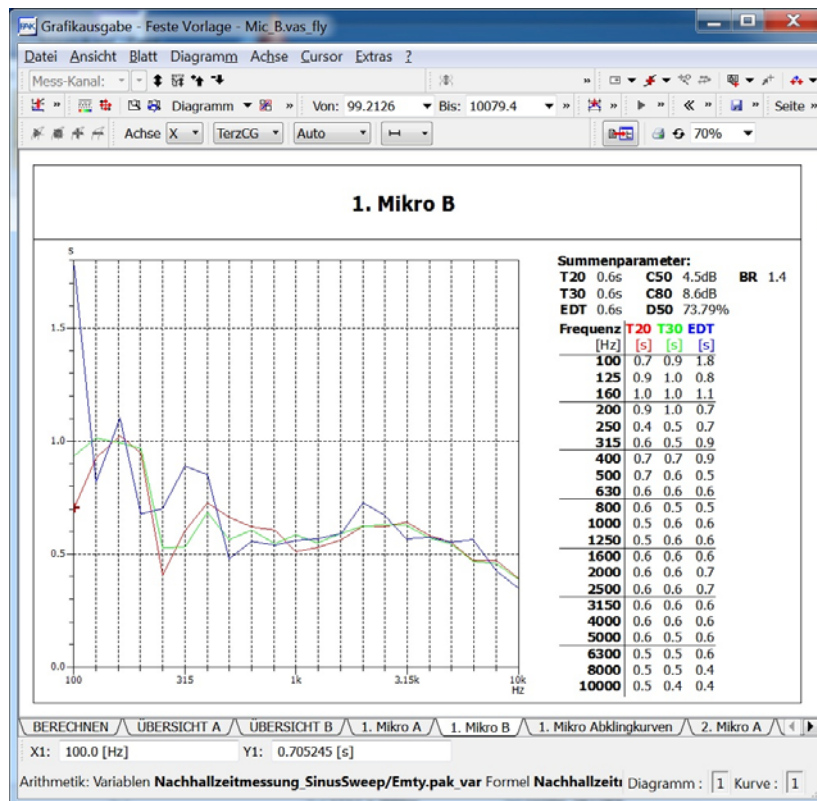 PAK Grafikausgabe - Feste Vorlage - Mic_B.vas_fly
Datei Ansicht Blatt Diagramm Achse Cursor Extras ?
Mess-Kanal: - -
Diagramm Von: 99.2126 Bis: 10079.4 Seite
Achse X TerzCG Auto 70%
1. Mikro B
s
1.5
1.0
0.5
0.0
100 315 1k 3.15k 10k
Hz
Summenparameter:
T20 0.6s C50 4.5dB BR 1.4
T30 0.6s C80 8.6dB
EDT 0.6s D50 73.79%
Frequenz T20 T30 EDT
[Hz] [s] [s] [s]
100 0.7 0.9 1.8
125 0.9 1.0 0.8
160 1.0 1.0 1.1
200 0.9 1.0 0.7
250 0.4 0.5 0.7
315 0.6 0.5 0.9
400 0.7 0.7 0.9
500 0.7 0.6 0.5
630 0.6 0.6 0.6
800 0.6 0.5 0.5
1000 0.5 0.6 0.6
1250 0.5 0.6 0.6
1600 0.6 0.6 0.6
2000 0.6 0.6 0.7
2500 0.6 0.6 0.7
3150 0.6 0.6 0.6
4000 0.6 0.6 0.6
5000 0.6 0.5 0.6
6300 0.5 0.5 0.6
8000 0.5 0.5 0.4
10000 0.5 0.4 0.4
BERECHNEN ÜBERSICHT A ÜBERSICHT B 1. Mikro A 1. Mikro B 1. Mikro Abklingkurven 2. Mikro A
X1: 100.0 [Hz] Y1: 0.705245 [s]
Arithmetik: Variablen Nachhallzeitmessung_SinusSweep/Emty.pak_var Formel Nachhallzeit Diagramm : 1 Kurve : 1